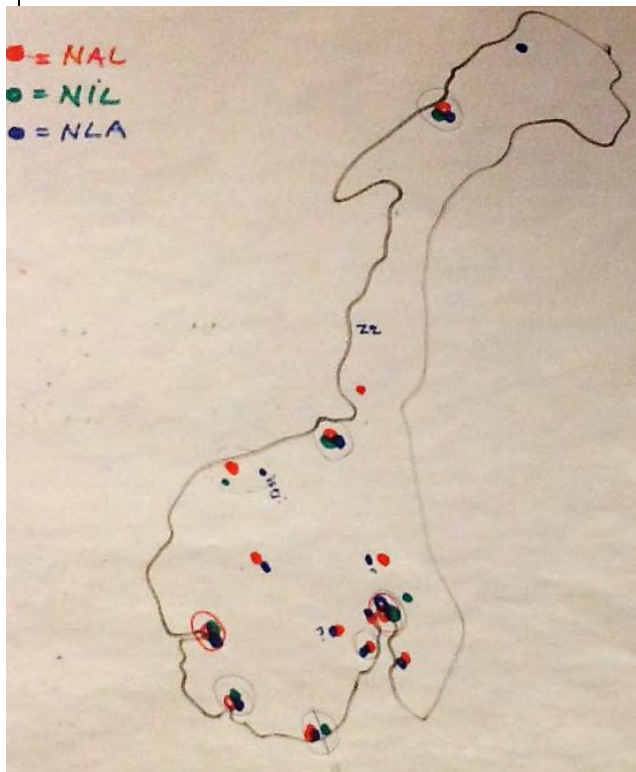 = NAL
= NIL
= NLA